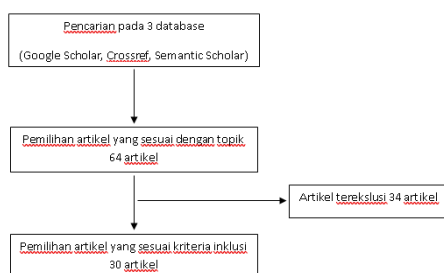 Pencarian pada 3 database
(Google Scholar, Crossref, Semantic Scholar)
Pemilihan artikel yang sesuai dengan topik
64 artikel
Artikel terekslusi 34 artikel
Pemilihan artikel yang sesuai kriteria inklusi
30 artikel